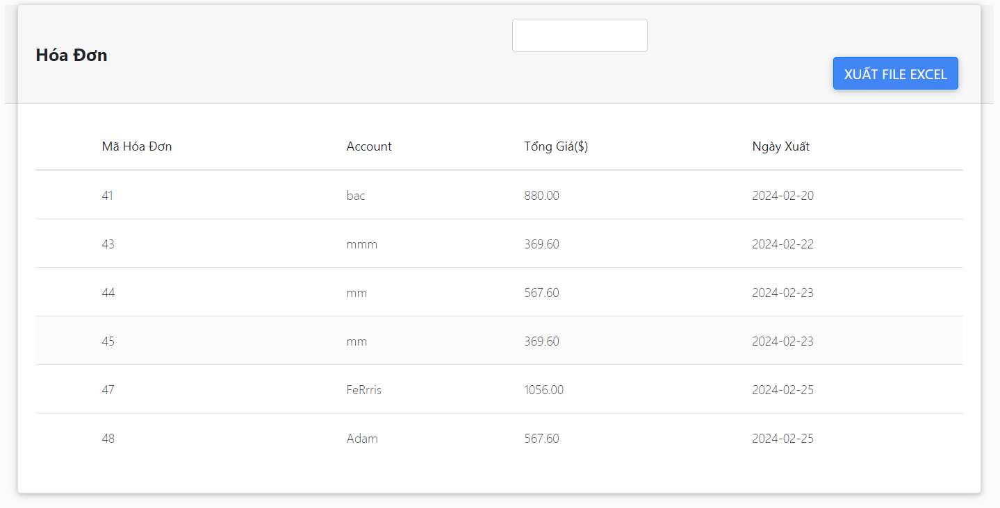 Hóa Đơn
XUẤT FILE EXCEL
Mã Hóa Đơn Account Tổng Giá($) Ngày Xuất
41 bac 880.00 2024-02-20
43 mmm 369.60 2024-02-22
44 mm 567.60 2024-02-23
45 mm 369.60 2024-02-23
47 FeRrris 1056.00 2024-02-25
48 Adam 567.60 2024-02-25